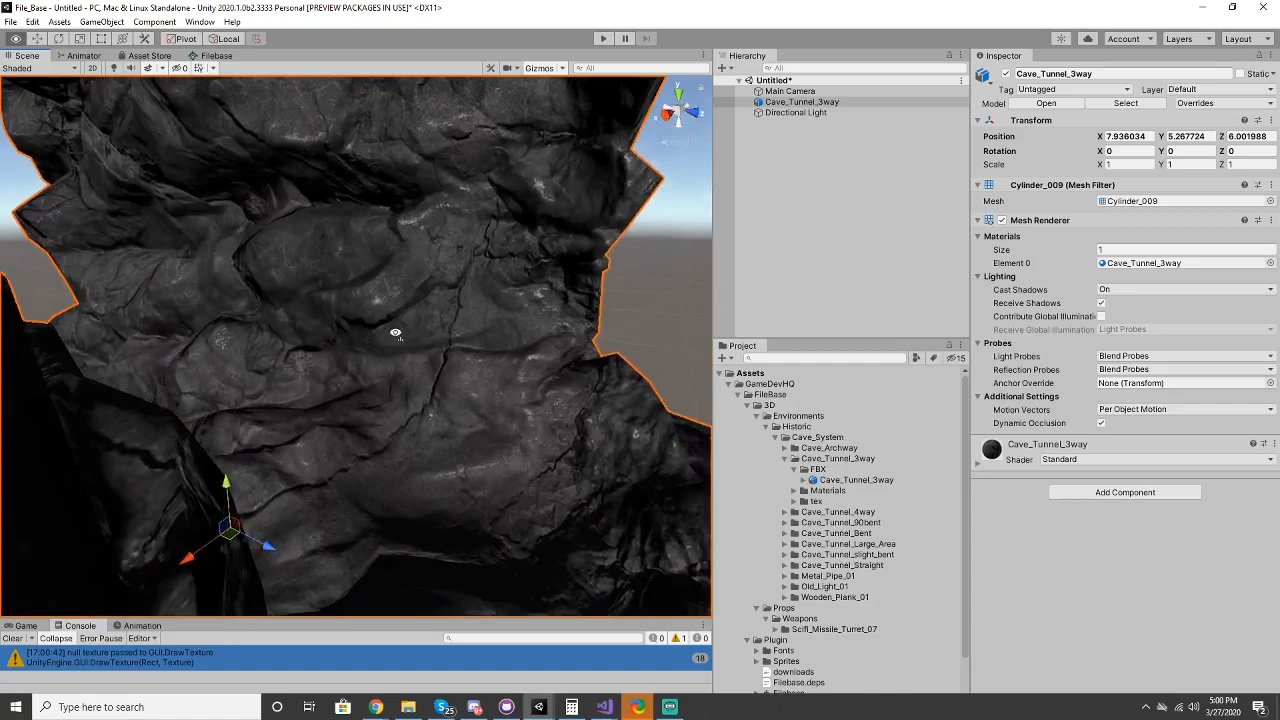 File_Base - Untitled - PC, Mac & Linux Standalone - Unity 2020.1.0b2.3333 Personal [PREVIEW PACKAGES IN USE]* <DX11>
File Edit Assets GameObject Component Window Help
Pivot Local Account Layers Layout
Scene Animator Asset Store Filebase
Shaded 2D 0 Gizmos All
Hierarchy
All
Untitled*
Main Camera
Cave_Tunnel_3way
Directional Light
Project
15
Assets
GameDevHQ
FileBase
3D
Environments
Historic
Cave_System
Cave_Archway
Cave_Tunnel_3way
FBX
Cave_Tunnel_3way
Materials
tex
Cave_Tunnel_4way
Cave_Tunnel_90bent
Cave_Tunnel_Bent
Cave_Tunnel_Large_Area
Cave_Tunnel_slight_bent
Cave_Tunnel_Straight
Metal_Pipe_01
Old_Light_01
Wooden_Plank_01
Props
Weapons
Scifi_Missile_Turret_07
Plugin
Fonts
Sprites
downloads
Filebase.deps
Inspector
Cave_Tunnel_3way Static
Tag Untagged Layer Default
Model Open Select Overrides
Transform
Position X 7.936034 Y 5.267724 Z 6.001988
Rotation X 0 Y 0 Z 0
Scale X 1 Y 1 Z 1
Cylinder_009 (Mesh Filter)
Mesh Cylinder_009
Mesh Renderer
Materials
Size 1
Element 0 Cave_Tunnel_3way
Lighting
Cast Shadows On
Receive Shadows
Contribute Global Illuminati
Receive Global Illumination Light Probes
Probes
Light Probes Blend Probes
Reflection Probes Blend Probes
Anchor Override None (Transform)
Additional Settings
Motion Vectors Per Object Motion
Dynamic Occlusion
Cave_Tunnel_3way
Shader Standard
Add Component
Game Console Animation
Clear Collapse Error Pause Editor 0 1 0
[17:00:42] null texture passed to GUI.DrawTexture
UnityEngine.GUI:DrawTexture(Rect, Texture)
18
Type here to search
5:00 PM
3/27/2020